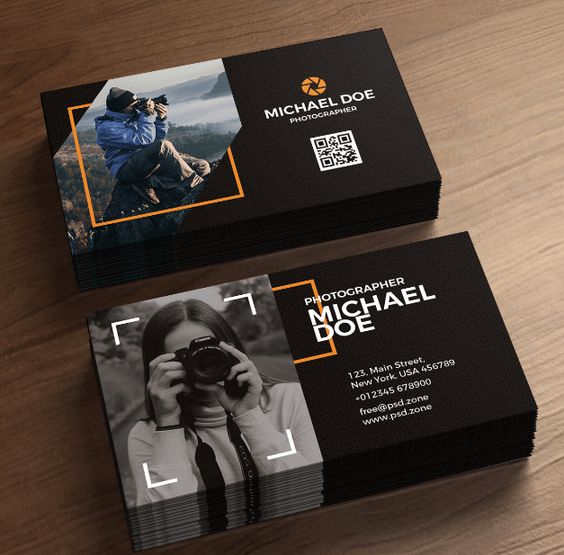 MICHAEL DOE
PHOTOGRAPHER
PHOTOGRAPHER
MICHAEL
DOE
123, Main Street,
New York, USA 456789
+012345 678900
free@psd.zone
www.psd.zone
Canon